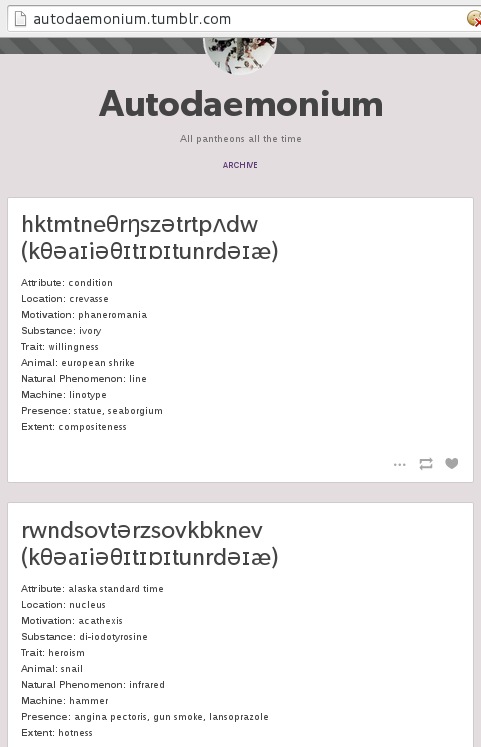 autodaemonium.tumblr.com
Autodaemonium
All pantheons all the time
ARCHIVE
hktmtneθrŋszətrtpʌdw
(kθəaɪiəθɪtɪɒɪtunrdəɪæ)
Attribute: condition
Location: crevasse
Motivation: phaneromania
Substance: ivory
Trait: willingness
Animal: european shrike
Natural Phenomenon: line
Machine: linotype
Presence: statue, seaborgium
Extent: compositeness
rwndsovtərzsovkbknev
(kθəaɪiəθɪtɪɒɪtunrdəɪæ)
Attribute: alaska standard time
Location: nucleus
Motivation: acathexis
Substance: di-iodotyrosine
Trait: heroism
Animal: snail
Natural Phenomenon: infrared
Machine: hammer
Presence: angina pectoris, gun smoke, lansoprazole
Extent: hotness